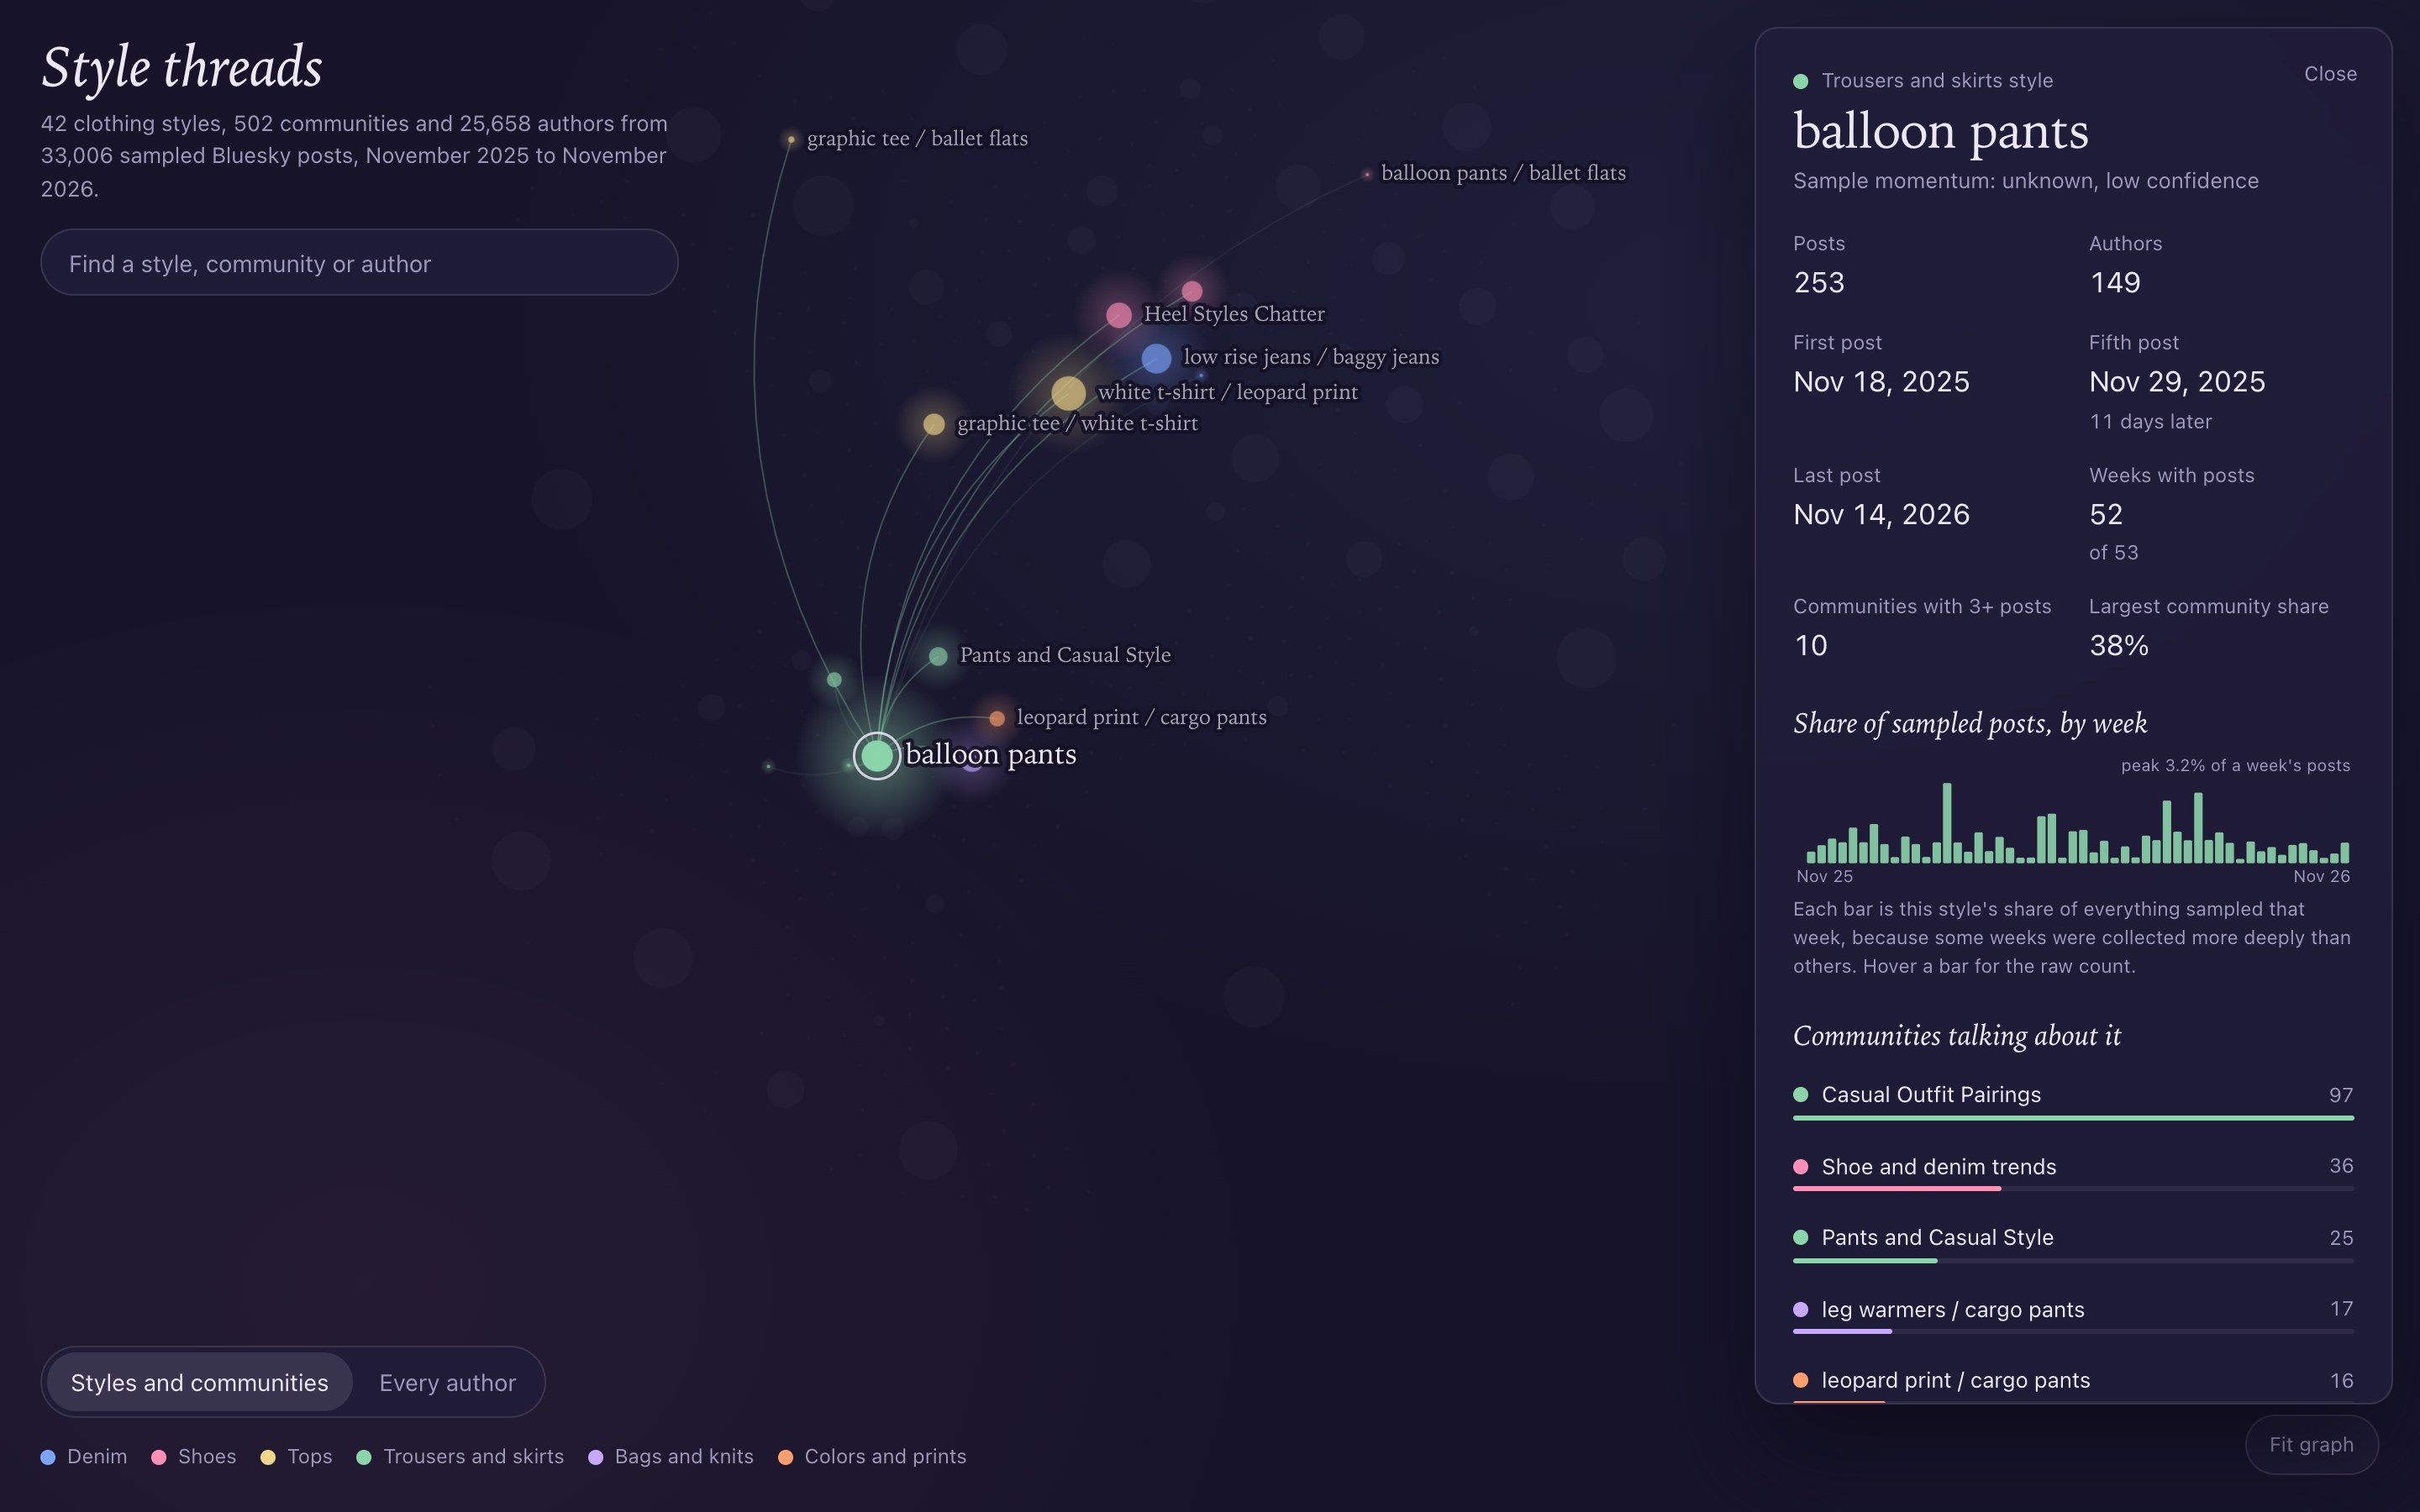 Style threads
42 clothing styles, 502 communities and 25,658 authors from
33,006 sampled Bluesky posts, November 2025 to November
2026.
Find a style, community or author
graphic tee / ballet flats
balloon pants / ballet flats
Heel Styles Chatter
low rise jeans / baggy jeans
white t-shirt / leopard print
graphic tee / white t-shirt
Pants and Casual Style
leopard print / cargo pants
balloon pants
Styles and communities
Every author
Denim
Shoes
Tops
Trousers and skirts
Bags and knits
Colors and prints
Trousers and skirts style
Close
balloon pants
Sample momentum: unknown, low confidence
Posts
253
Authors
149
First post
Nov 18, 2025
Fifth post
Nov 29, 2025
11 days later
Last post
Nov 14, 2026
Weeks with posts
52
of 53
Communities with 3+ posts
10
Largest community share
38%
Share of sampled posts, by week
peak 3.2% of a week's posts
Nov 25
Nov 26
Each bar is this style's share of everything sampled that
week, because some weeks were collected more deeply than
others. Hover a bar for the raw count.
Communities talking about it
Casual Outfit Pairings 97
Shoe and denim trends 36
Pants and Casual Style 25
leg warmers / cargo pants 17
leopard print / cargo pants 16
Fit graph